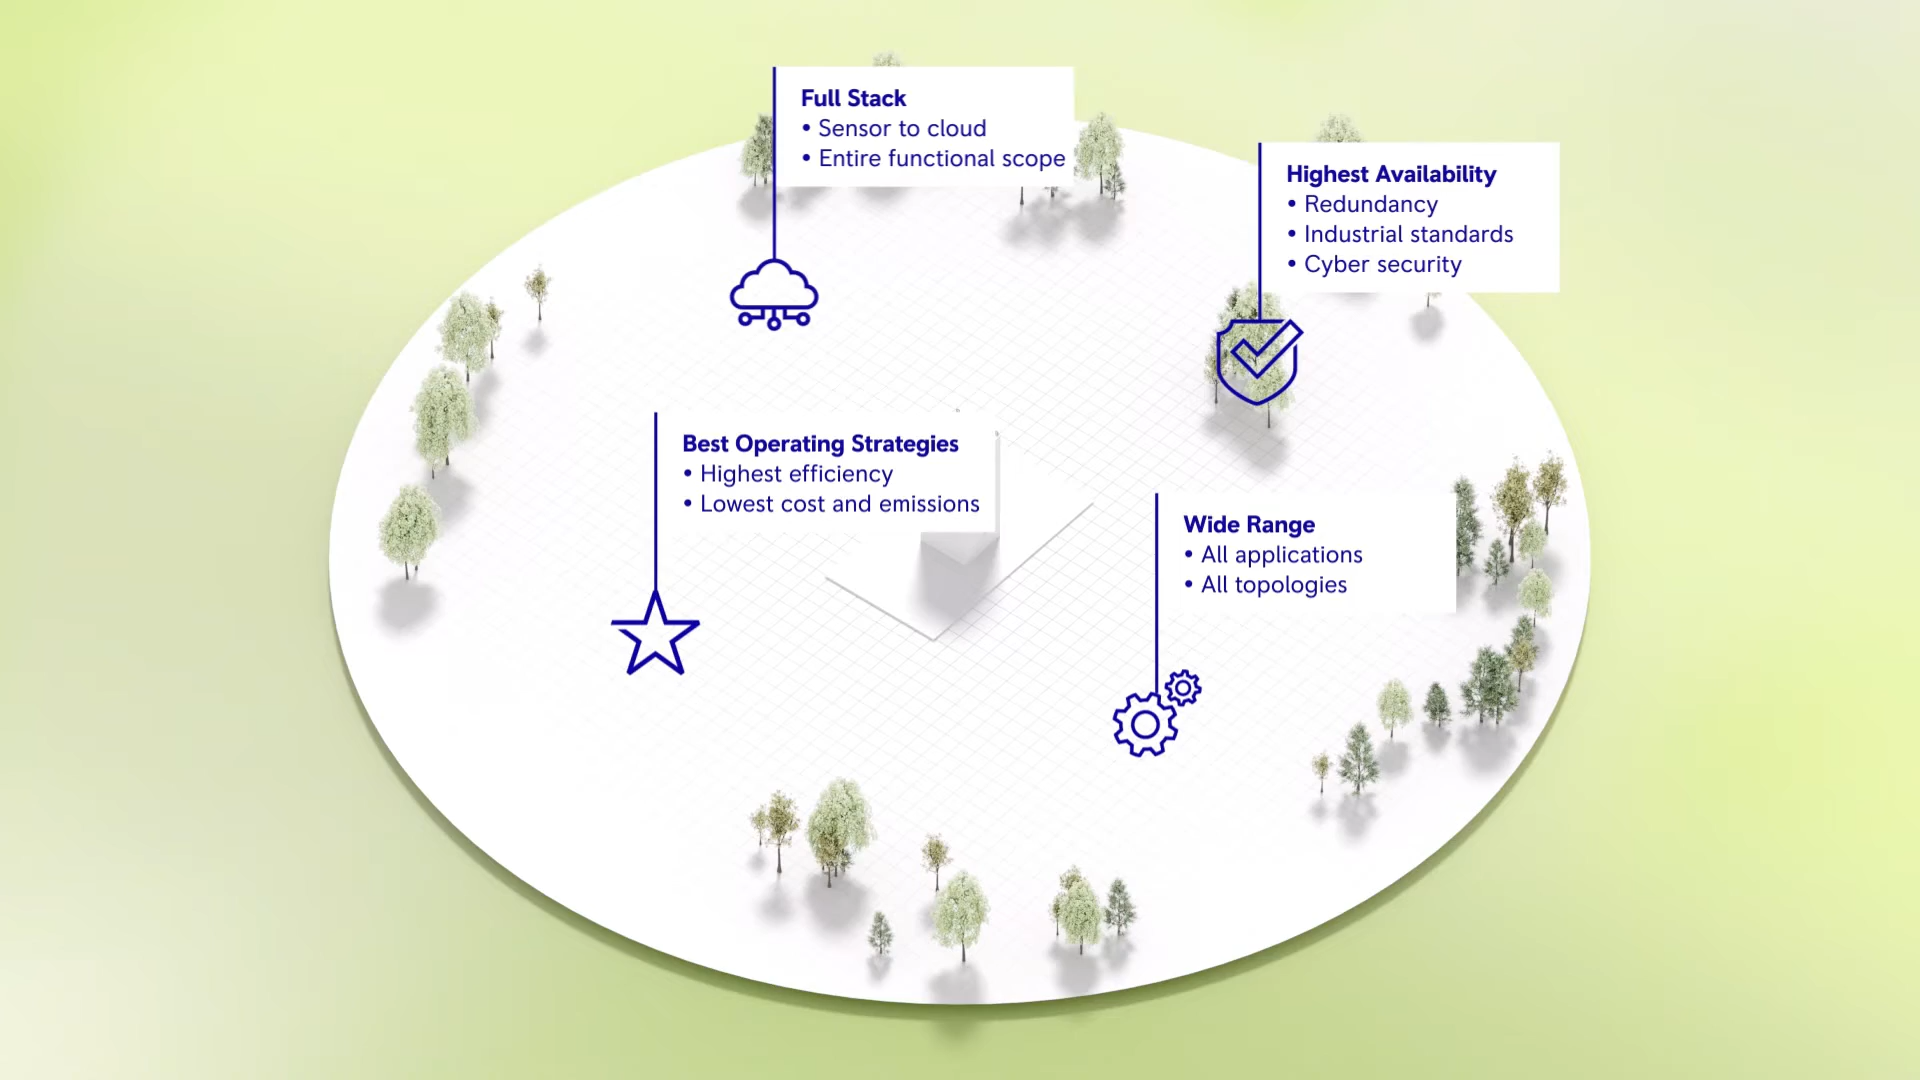 Full Stack
• Sensor to cloud
• Entire functional scope
Highest Availability
• Redundancy
• Industrial standards
• Cyber security
Best Operating Strategies
• Highest efficiency
• Lowest cost and emissions
Wide Range
• All applications
• All topologies